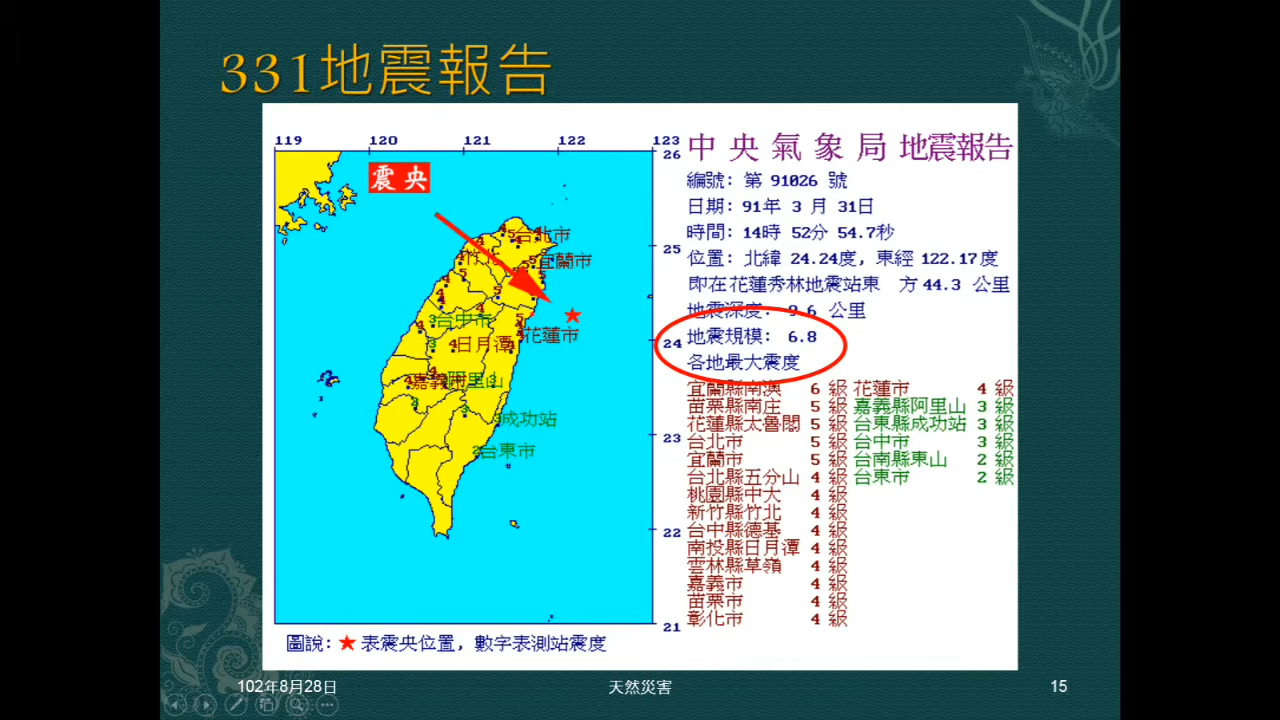 331地震報告
119 120 121 122 123
26
25
24
23
22
21
震央
5台北市
竹北
5宜蘭市
3台中市
花蓮市
4日月潭
嘉義市
阿里山
3成功站
2台東市
圖說: ★ 表震央位置, 數字表測站震度
中央氣象局地震報告
編號: 第 91026 號
日期: 91年 3 月 31日
時間: 14時 52分 54.7秒
位置: 北緯 24.24度, 東經 122.17度
即在花蓮秀林地震站東 方 44.3 公里
地震深度: 9.6 公里
地震規模: 6.8
各地最大震度
宜蘭縣南澳 6 級 花蓮市 4 級
苗栗縣南庄 5 級 嘉義縣阿里山 3 級
花蓮縣太魯閣 5 級 台東縣成功站 3 級
台北市 5 級 台中市 3 級
宜蘭市 5 級 台南縣東山 2 級
台北縣五分山 4 級 台東市 2 級
桃園縣中大 4 級
新竹縣竹北 4 級
台中縣德基 4 級
南投縣日月潭 4 級
雲林縣草嶺 4 級
嘉義市 4 級
苗栗市 4 級
彰化市 4 級
102年8月28日
天然災害
15